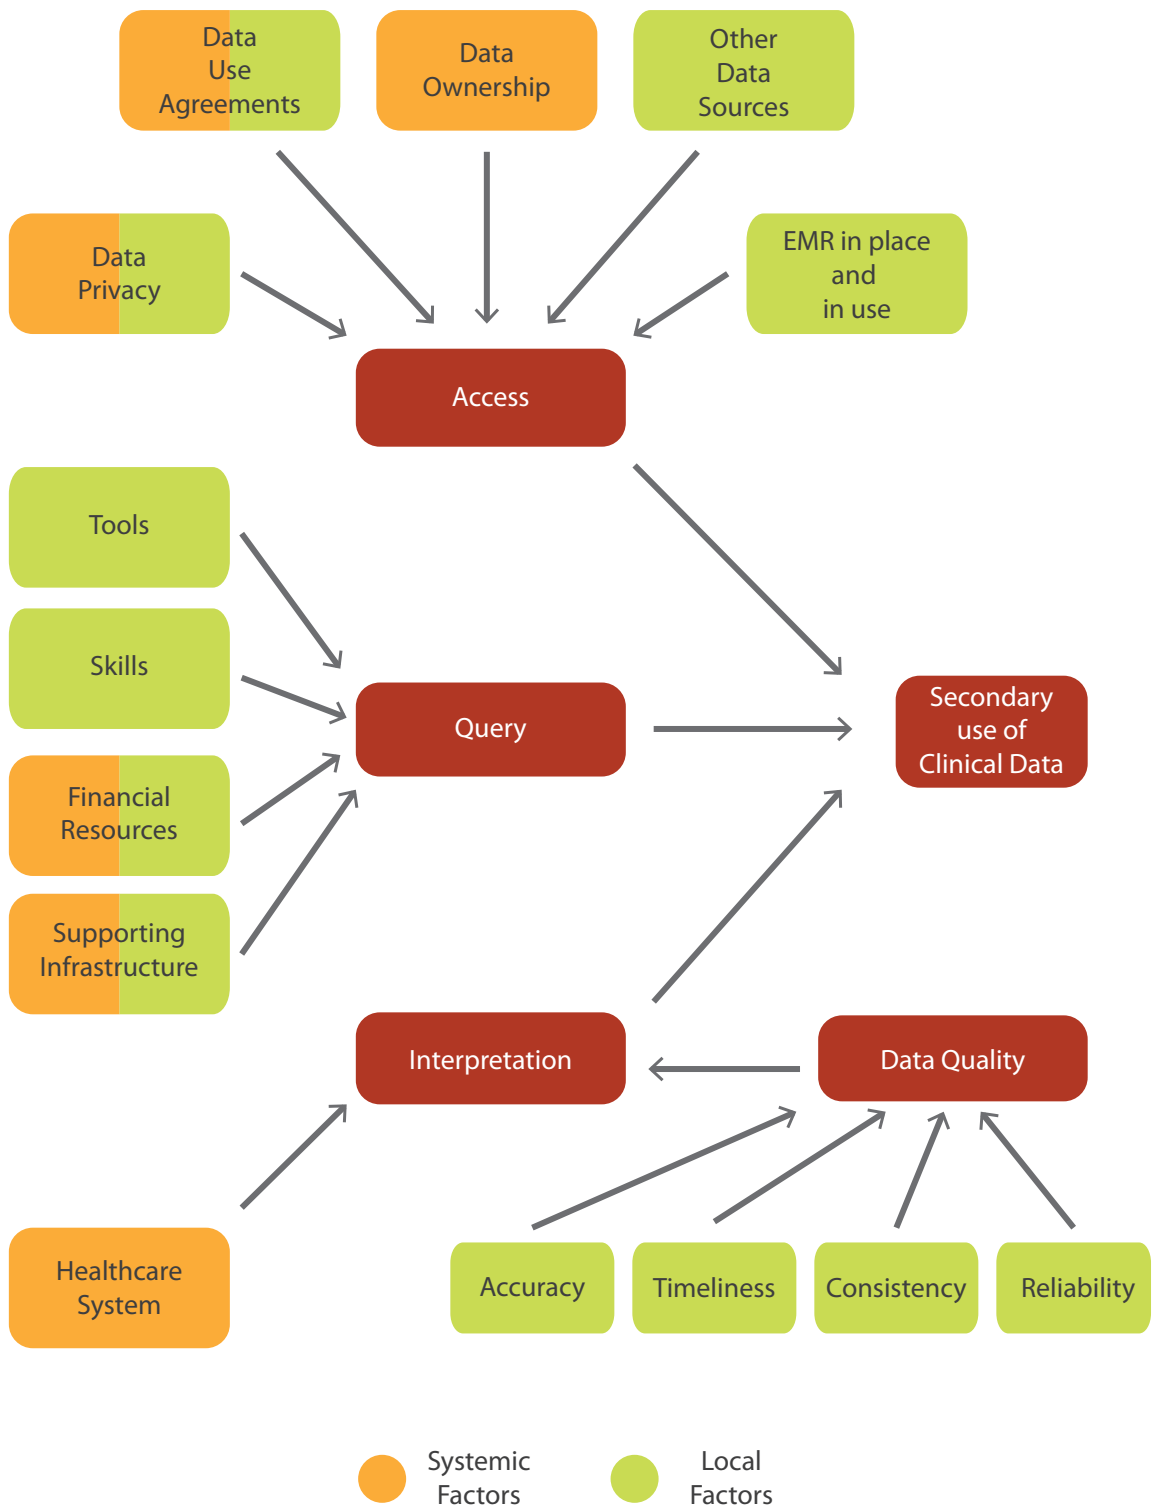 Data
Use
Agreements
Data
Ownership
Other
Data
Sources
Data
Privacy
EMR in place
and
in use
Access
Tools
Skills
Query
Secondary
use of
Clinical Data
Financial
Resources
Supporting
Infrastructure
Interpretation
Data Quality
Healthcare
System
Accuracy
Timeliness
Consistency
Reliability
Systemic
Factors
Local
Factors